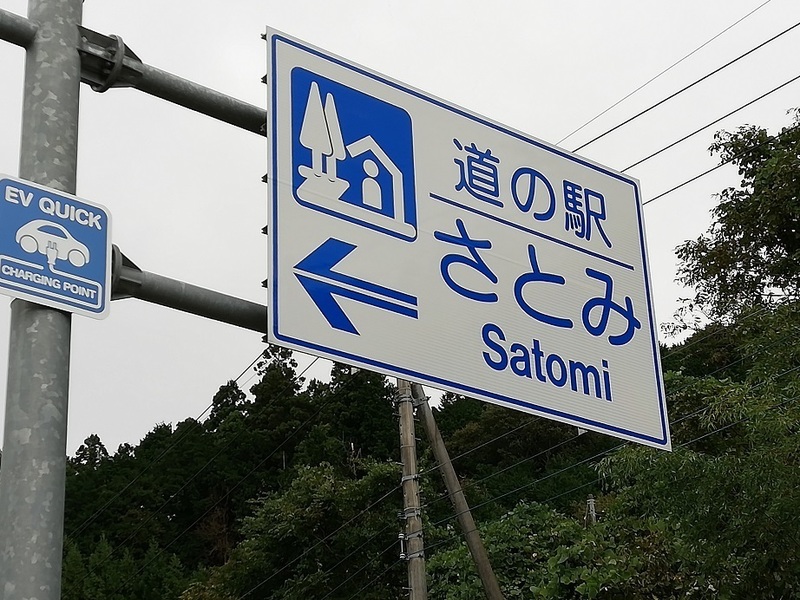 EV QUICK
CHARGING POINT
道の駅
さとみ
Satomi